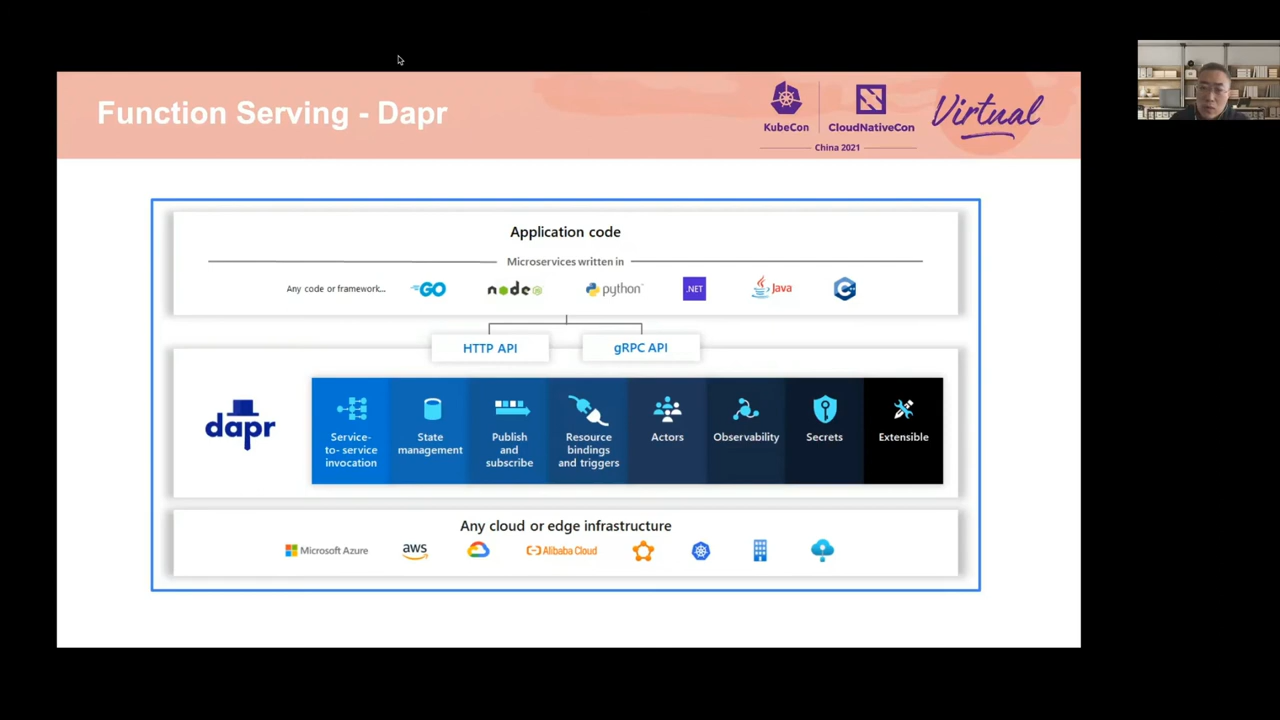 Function Serving - Dapr
KubeCon
CloudNativeCon
Virtual
China 2021
Application code
Microservices written in
Any code or framework...
GO
node
JS
python
.NET
Java
C++
HTTP API
gRPC API
dapr
Service-
to- service
invocation
State
management
Publish
and
subscribe
Resource
bindings
and triggers
Actors
Observability
Secrets
Extensible
Any cloud or edge infrastructure
Microsoft Azure
aws
Alibaba Cloud